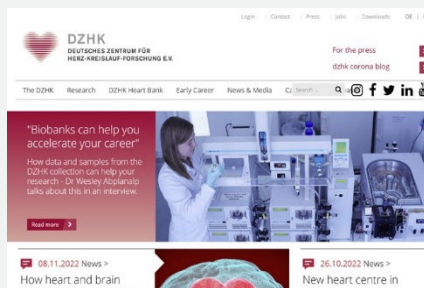 Login
Contact
Press
Jobs
Downloads
DE
DZHK
DEUTSCHES ZENTRUM FÜR
HERZ-KREISLAUF-FORSCHUNG E.V.
For the press
dzhk corona blog
The DZHK
Research
DZHK Heart Bank
Early Career
News & Media
Search ...
"Biobanks can help you
accelerate your career"
How data and samples from the
DZHK collection can help your
research - Dr Wesley Abplanalp
talks about this in an interview.
Read more >
08.11.2022 News >
How heart and brain
26.10.2022 News >
New heart centre in